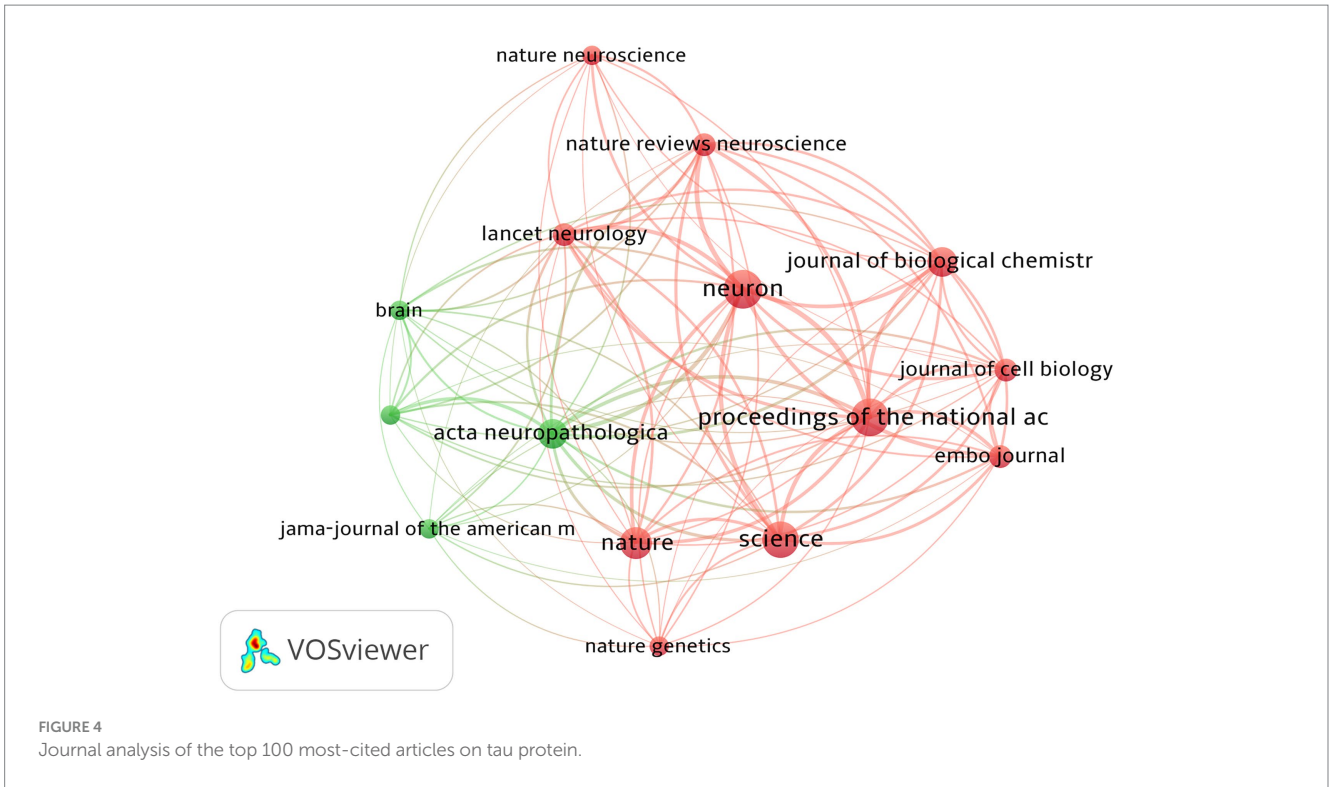 nature neuroscience
nature reviews neuroscience
lancet neurology
journal of biological chemistr
neuron
brain
journal of cell biology
proceedings of the national ac
acta neuropathologica
embo journal
jama-journal of the american m
nature
science
nature genetics
VOSviewer
FIGURE 4
Journal analysis of the top 100 most-cited articles on tau protein.